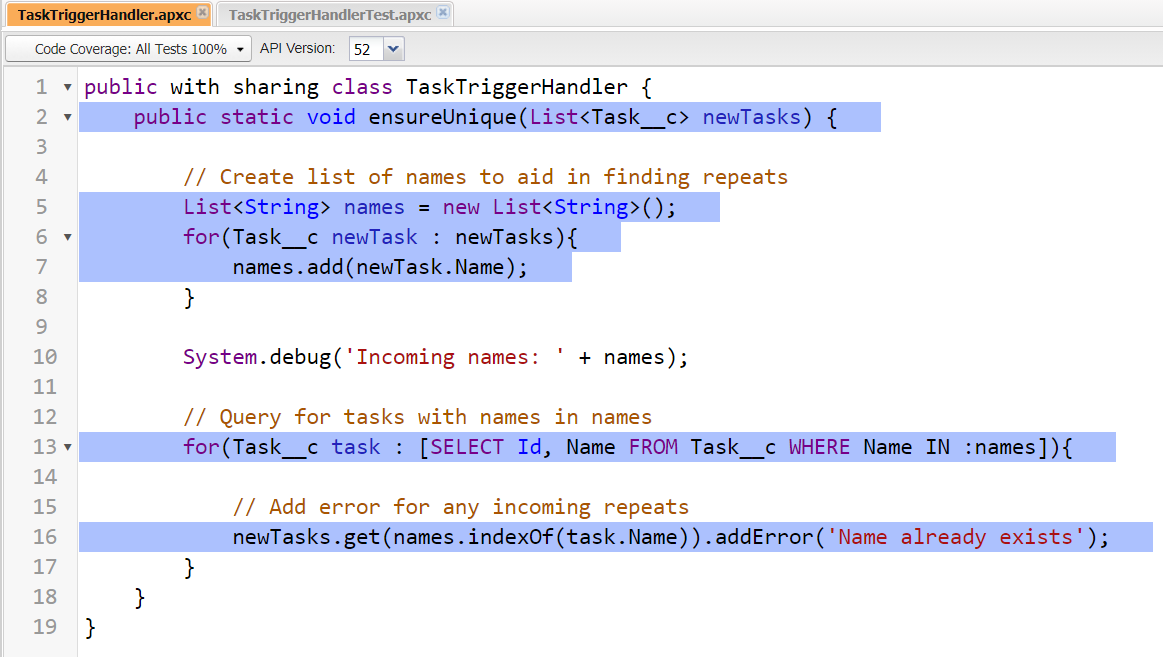 TaskTriggerHandler.apxc TaskTriggerHandlerTest.apxc
Code Coverage: All Tests 100% API Version: 52
1 public with sharing class TaskTriggerHandler {
2 public static void ensureUnique(List<Task__c> newTasks) {
3
4 // Create list of names to aid in finding repeats
5 List<String> names = new List<String>();
6 for(Task__c newTask : newTasks){
7 names.add(newTask.Name);
8 }
9
10 System.debug('Incoming names: ' + names);
11
12 // Query for tasks with names in names
13 for(Task__c task : [SELECT Id, Name FROM Task__c WHERE Name IN :names]){
14
15 // Add error for any incoming repeats
16 newTasks.get(names.indexOf(task.Name)).addError('Name already exists');
17 }
18 }
19 }